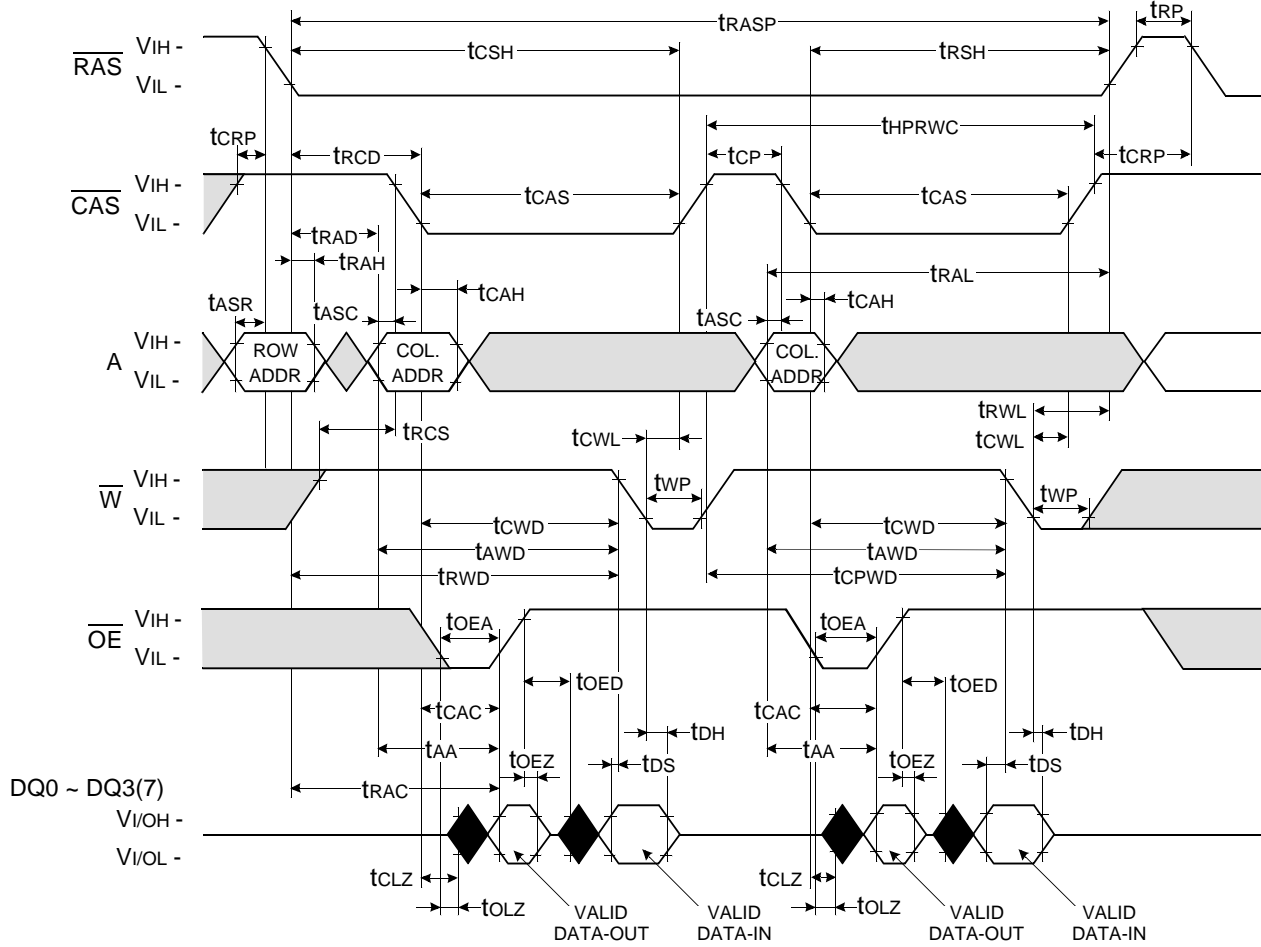 tRASP
tRP
tCSH
tRSH
RAS
VIH -
VIL -
tHPRWC
tCRP
tRCD
tCP
tCRP
CAS
VIH -
VIL -
tCAS
tCAS
tRAD
tRAH
tRAL
tASR
tASC
tCAH
tASC
tCAH
A
VIH -
VIL -
ROW
ADDR
COL.
ADDR
COL.
ADDR
tRWL
tRCS
tCWL
tCWL
W
VIH -
VIL -
tWP
tWP
tCWD
tCWD
tAWD
tAWD
tRWD
tCPWD
OE
VIH -
VIL -
tOEA
tOEA
tOED
tOED
tCAC
tCAC
tDH
tDH
tAA
tOEZ
tDS
tAA
tOEZ
tDS
tRAC
DQ0 ~ DQ3(7)
VI/OH -
VI/OL -
tCLZ
tCLZ
tOLZ
tOLZ
VALID
DATA-OUT
VALID
DATA-IN
VALID
DATA-OUT
VALID
DATA-IN